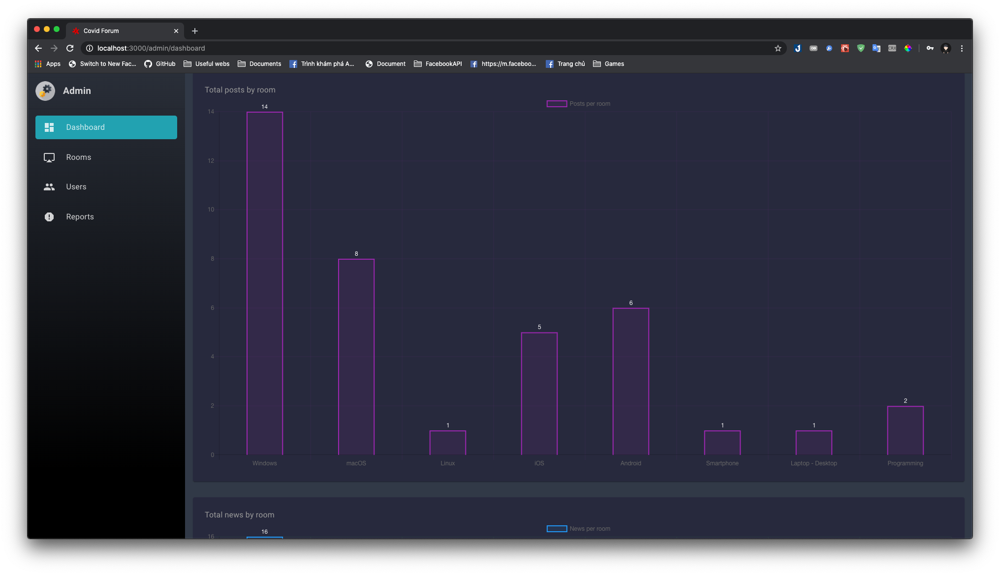 Covid Forum
localhost:3000/admin/dashboard
Apps Switch to New Fac... GitHub Useful webs Documents Trình khám phá A... Document FacebookAPI https://m.faceboo... Trang chủ Games
Admin
Dashboard
Rooms
Users
Reports
Total posts by room
Posts per room
14
12
10
8
6
4
2
0
14
8
1
5
6
1
1
2
Windows macOS Linux iOS Android Smartphone Laptop - Desktop Programming
Total news by room
News per room
16
16